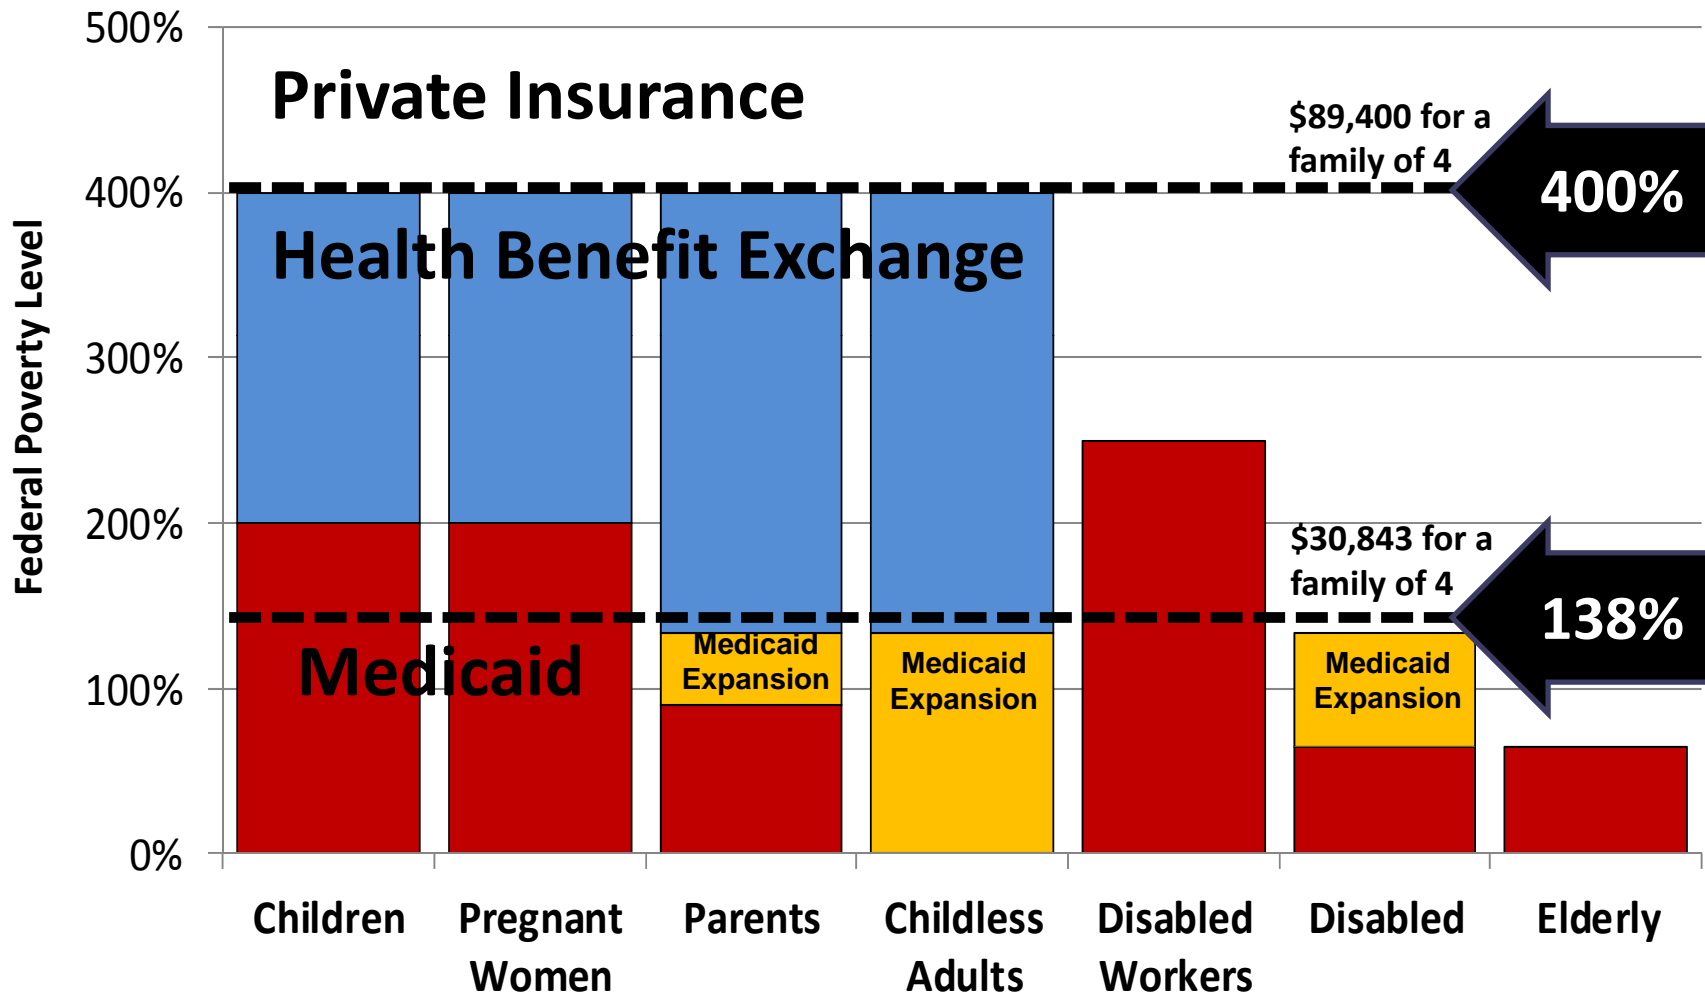 500%
Private Insurance
$89,400 for a
family of 4
400%
400%
Health Benefit Exchange
Federal Poverty Level
300%
200%
$30,843 for a
family of 4
138%
Medicaid
Medicaid
Expansion
Medicaid
Expansion
Medicaid
Expansion
100%
0%
Children
Pregnant
Women
Parents
Childless
Adults
Disabled
Workers
Disabled
Elderly